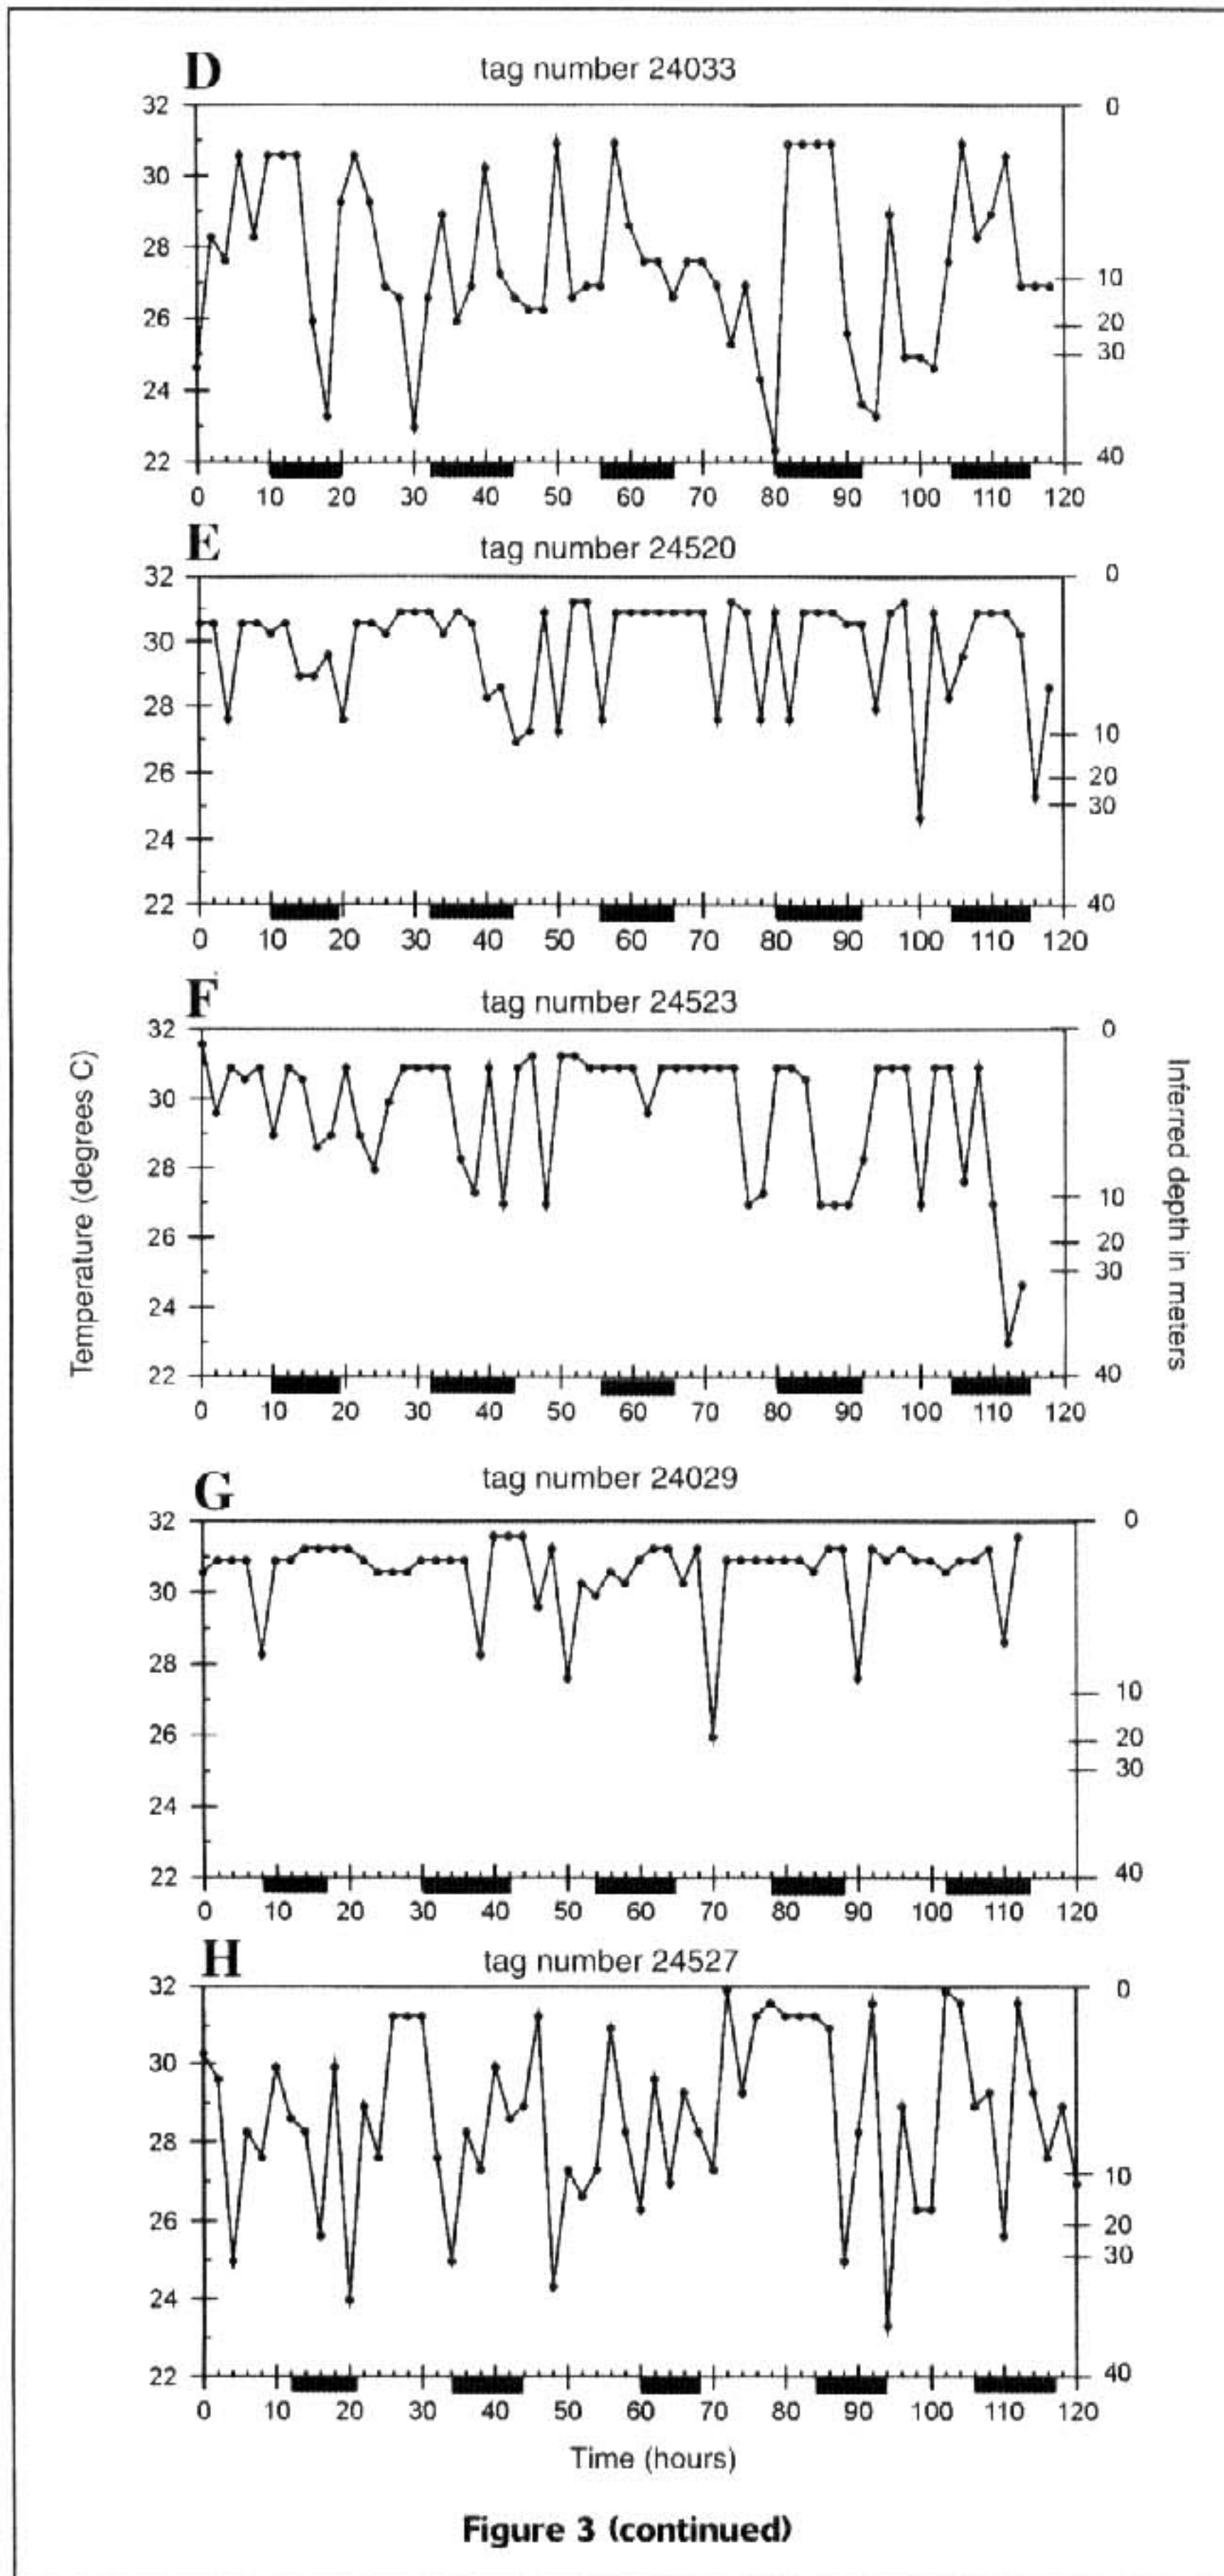 D
tag number 24033
32
30
28
26
24
22
0
10
20
30
40
0 10 20 30 40 50 60 70 80 90 100 110 120
E
tag number 24520
32
30
28
26
24
22
0
10
20
30
40
0 10 20 30 40 50 60 70 80 90 100 110 120
F
tag number 24523
Temperature (degrees C)
32
30
28
26
24
22
0
10
20
30
40
Inferred depth in meters
0 10 20 30 40 50 60 70 80 90 100 110 120
G
tag number 24029
32
30
28
26
24
22
0
10
20
30
40
0 10 20 30 40 50 60 70 80 90 100 110 120
H
tag number 24527
32
30
28
26
24
22
0
10
20
30
40
0 10 20 30 40 50 60 70 80 90 100 110 120
Time (hours)
Figure 3 (continued)